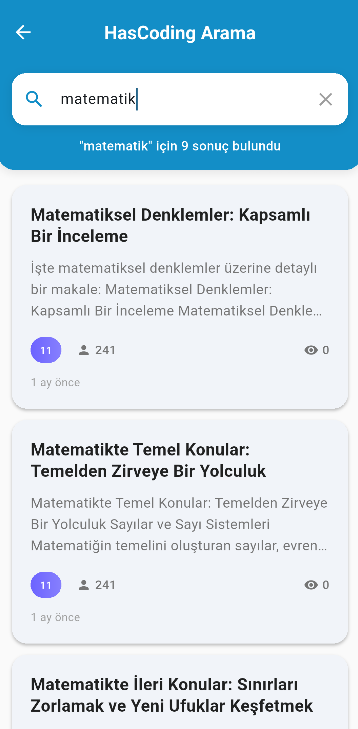 HasCoding Arama
matematik
"matematik" için 9 sonuç bulundu
Matematiksel Denklemler: Kapsamlı
Bir İnceleme
İşte matematiksel denklemler üzerine detaylı
bir makale: Matematiksel Denklemler:
Kapsamlı Bir İnceleme Matematiksel Denkle...
11 241 0
1 ay önce
Matematikte Temel Konular:
Temelden Zirveye Bir Yolculuk
Matematikte Temel Konular: Temelden Zirveye
Bir Yolculuk Sayılar ve Sayı Sistemleri
Matematiğin temelini oluşturan sayılar, evren...
11 241 0
1 ay önce
Matematikte İleri Konular: Sınırları
Zorlamak ve Yeni Ufuklar Keşfetmek